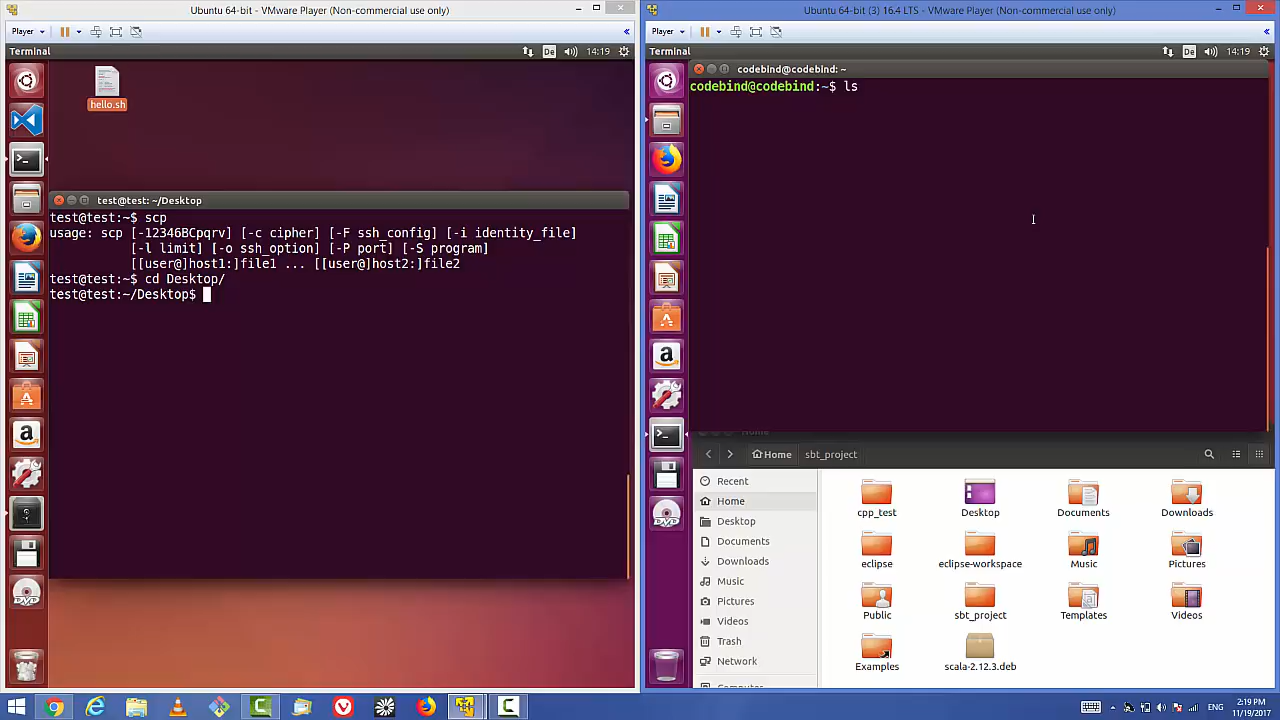 Ubuntu 64-bit - VMware Player (Non-commercial use only)
Player
Terminal
De
14:19
hello.sh
test@test: ~/Desktop
test@test:~$ scp
usage: scp [-12346BCpqrv] [-c cipher] [-F ssh_config] [-i identity_file]
[-l limit] [-o ssh_option] [-P port] [-S program]
[[user@]host1:]file1 ... [[user@]host2:]file2
test@test:~$ cd Desktop/
test@test:~/Desktop$
Ubuntu 64-bit (3) 16.4 LTS - VMware Player (Non-commercial use only)
Player
Terminal
De
14:19
codebind@codebind: ~
codebind@codebind:~$ ls
Home
Home
sbt_project
Recent
Home
Desktop
Documents
Downloads
Music
Pictures
Videos
Trash
Network
Computer
cpp_test
Desktop
Documents
Downloads
eclipse
eclipse-workspace
Music
Pictures
Public
sbt_project
Templates
Videos
Examples
scala-2.12.3.deb
2:19 PM
11/19/2017